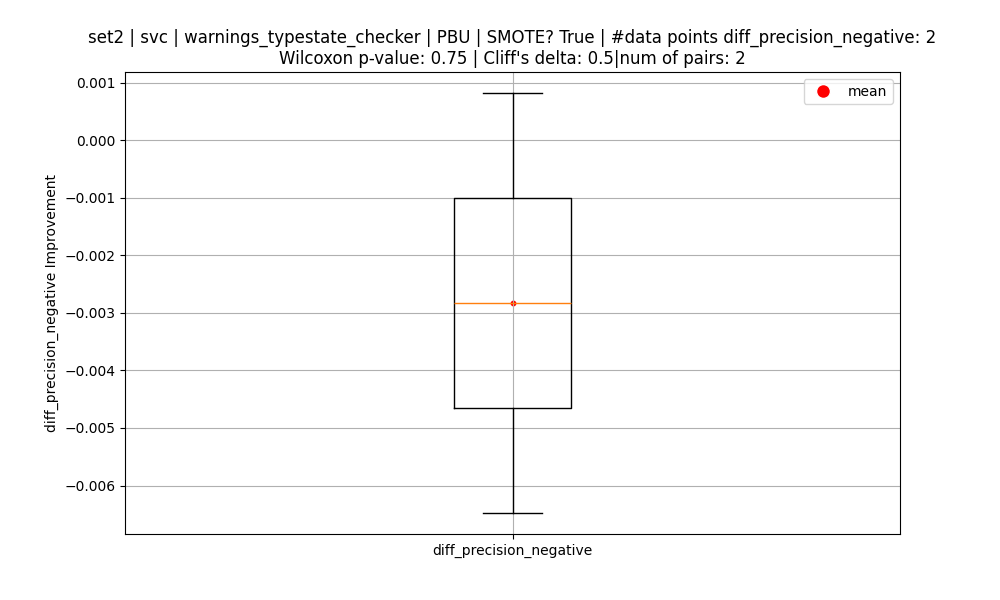 set2 | svc | warnings_typestate_checker | PBU | SMOTE? True | #data points diff_precision_negative: 2
Wilcoxon p-value: 0.75 | Cliff's delta: 0.5|num of pairs: 2
mean
0.001
0.000
−0.001
−0.002
−0.003
−0.004
−0.005
−0.006
diff_precision_negative Improvement
diff_precision_negative